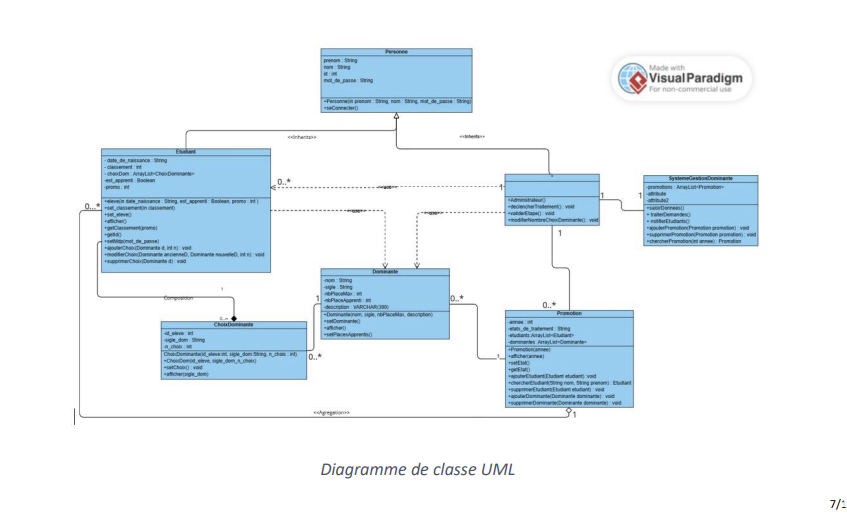 Personne
prenom : String
nom : String
id : int
mot_de_passe : String
+Personne(in prenom : String, nom : String, mot_de_passe : String)
+seConnecter()
Made with
VisualParadigm
For non-commercial use
<<Inherits>>
<<Inherits>>
Etudiant
- date_de_naissance : String
- classement : int
- choixDom : ArrayList<ChoixDominante>
-est_apprenti : Boolean
-promo : int
+eleve(in date_naissance : String, est_apprenti : Boolean, promo : int )
+set_classement(in classement)
+set_eleve()
+afficher()
+getClassement(promo)
+getId()
+setMdp(mot_de_passe)
+ajouterChoix(Dominante d, int n) : void
+modifierChoix(Dominante ancienneD, Dominante nouvelleD, int n) : void
+supprimerChoix(Dominante d) : void
0..*
0..*
<<use>>
1
+Administrateur()
+declencherTraitement() : void
+validerEtape() : void
+modifierNombreChoixDominante() : void
1
1
SystemeGestionDominante
- promotions : ArrayList<Promotion>
-attribute
-attribute2
+saisirDonnees()
+ traiterDemandes()
+ notifierEtudiants()
+ajouterPromotion(Promotion promotion) : void
+supprimerPromotion(Promotion promotion) : void
+chercherPromotion(int annee) : Promotion
<<use>>
<<use>>
1
0..*
Dominante
-nom : String
-sigle : String
-nbPlaceMax : int
-nbPlaceApprenti : int
-description : VARCHAR(300)
+Dominante(nom, sigle, nbPlaceMax, description)
+setDominante()
+afficher()
+setPlacesApprentis()
1
0..*
1
Composition
1
0..*
ChoixDominante
-id_eleve : int
-sigle_dom : String
-n_choix : int
ChoixDominante(id_eleve:int, sigle_dom String, n_choix : int)
+ChoixDom(id_eleve, sigle_dom_n_choix)
+setChoix() : void
+afficher(sigle_dom)
0..*
Promotion
-annee : int
-etats_de_traitement : String
-etudiants ArrayList<Etudiant>
-dominantes :ArrayList<Dominante>
+Promotion(annee)
+afficher(annee)
+setEtat()
+getEtat()
+ajouterEtudiant(Etudiant etudiant) :void
+chercherEtudiant(String nom, String prenom) : Etudiant
+supprimerEtudiant(Etudiant etudiant) : void
+ajouterDominante(Dominante dominante) : void
+supprimerDominante(Dominante dominante) : void
<<Agregation>>
1
Diagramme de classe UML
7/1